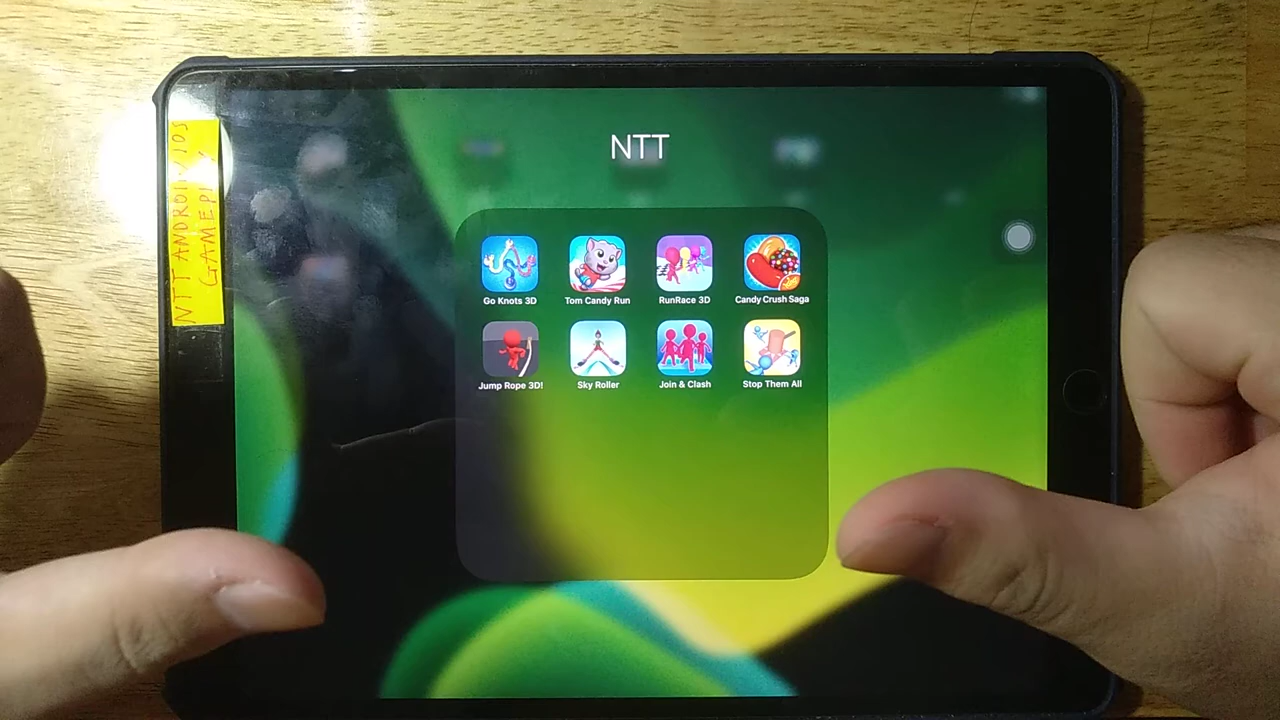 NTT ANDROID/IOS
GAMEPLAY
NTT
Go Knots 3D
Tom Candy Run
RunRace 3D
Candy Crush Saga
Jump Rope 3D!
Sky Roller
Join & Clash
Stop Them All